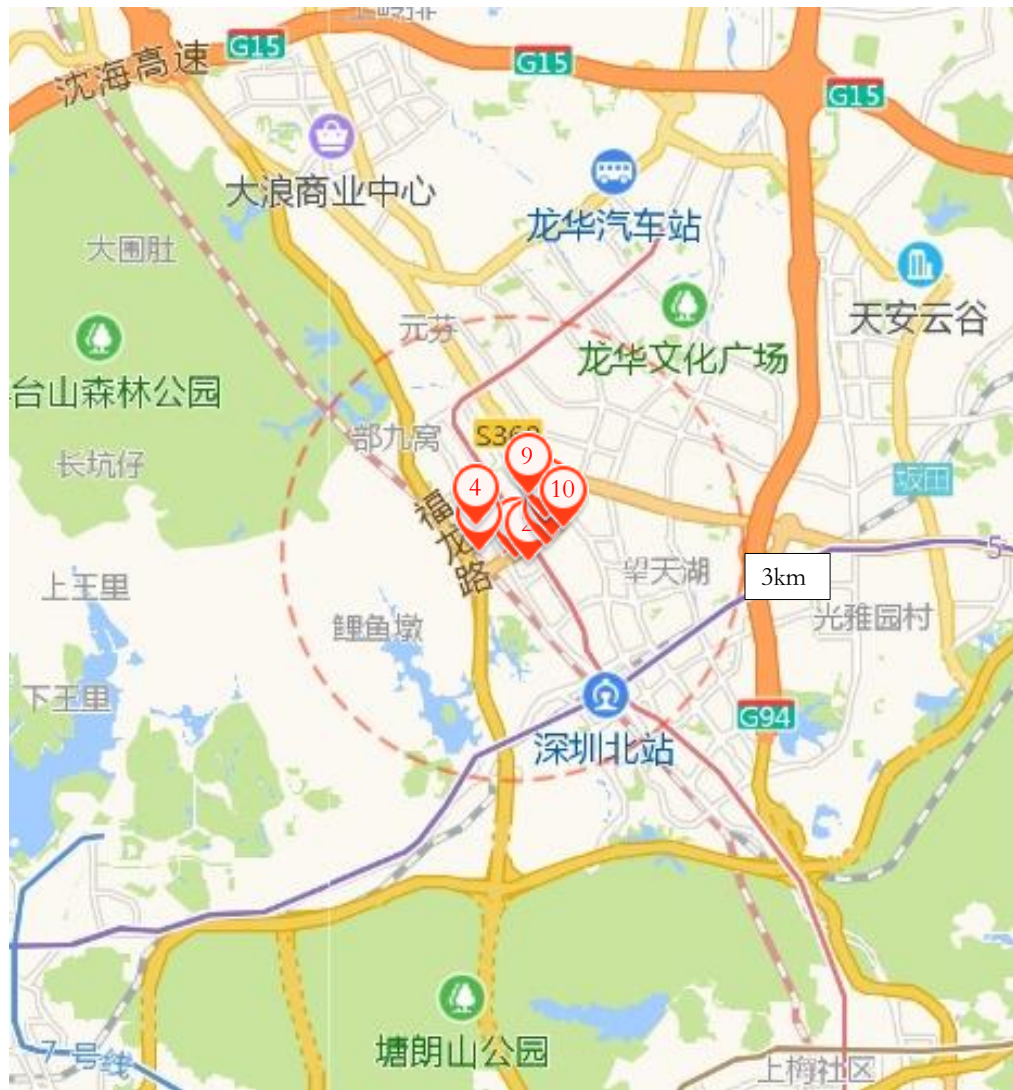 G15
沈海高速
G15
G15
大浪商业中心
龙华汽车站
大围肚
天安云谷
元芬
龙华文化广场
台山森林公园
S360
部九窝
长坑仔
9
4
10
坂田
福龙路
2
5
望天湖
3km
上王里
光雅园村
鲤鱼墩
下王里
G94
深圳北站
塘朗山公园
7号线
上梅社区